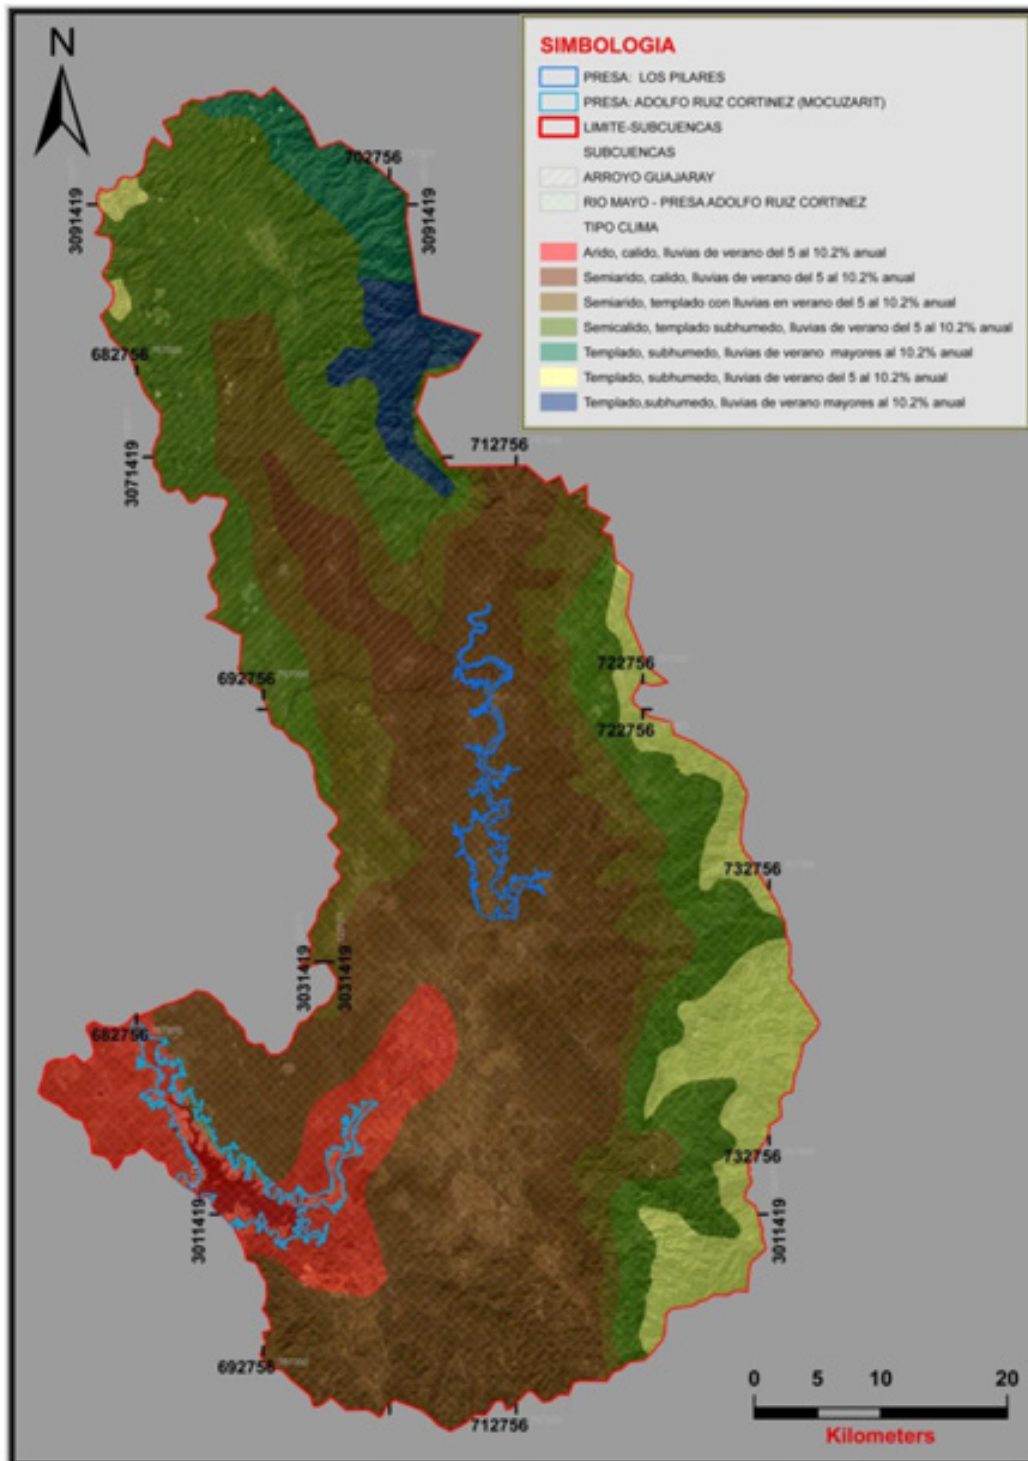 N
SIMBOLOGIA
PRESA: LOS PILARES
PRESA: ADOLFO RUIZ CORTINEZ (MOCUZARIT)
LIMITE-SUBCUENCAS
SUBCUENCAS
ARROYO GUAJARAY
RIO MAYO - PRESA ADOLFO RUIZ CORTINEZ
TIPO CLIMA
Arido, calido, lluvias de verano del 5 al 10.2% anual
Semiarido, calido, lluvias de verano del 5 al 10.2% anual
Semiarido, templado con lluvias en verano del 5 al 10.2% anual
Semicalido, templado subhumedo, lluvias de verano del 5 al 10.2% anual
Templado, subhumedo, lluvias de verano mayores al 10.2% anual
Templado, subhumedo, lluvias de verano del 5 al 10.2% anual
Templado,subhumedo, lluvias de verano mayores al 10.2% anual
702756
3091419
3091419
682756
3071419
712756
692756
722756
722756
732756
3031419
3031419
682756
732756
3011419
3011419
692756
712756
0 5 10 20
Kilometers